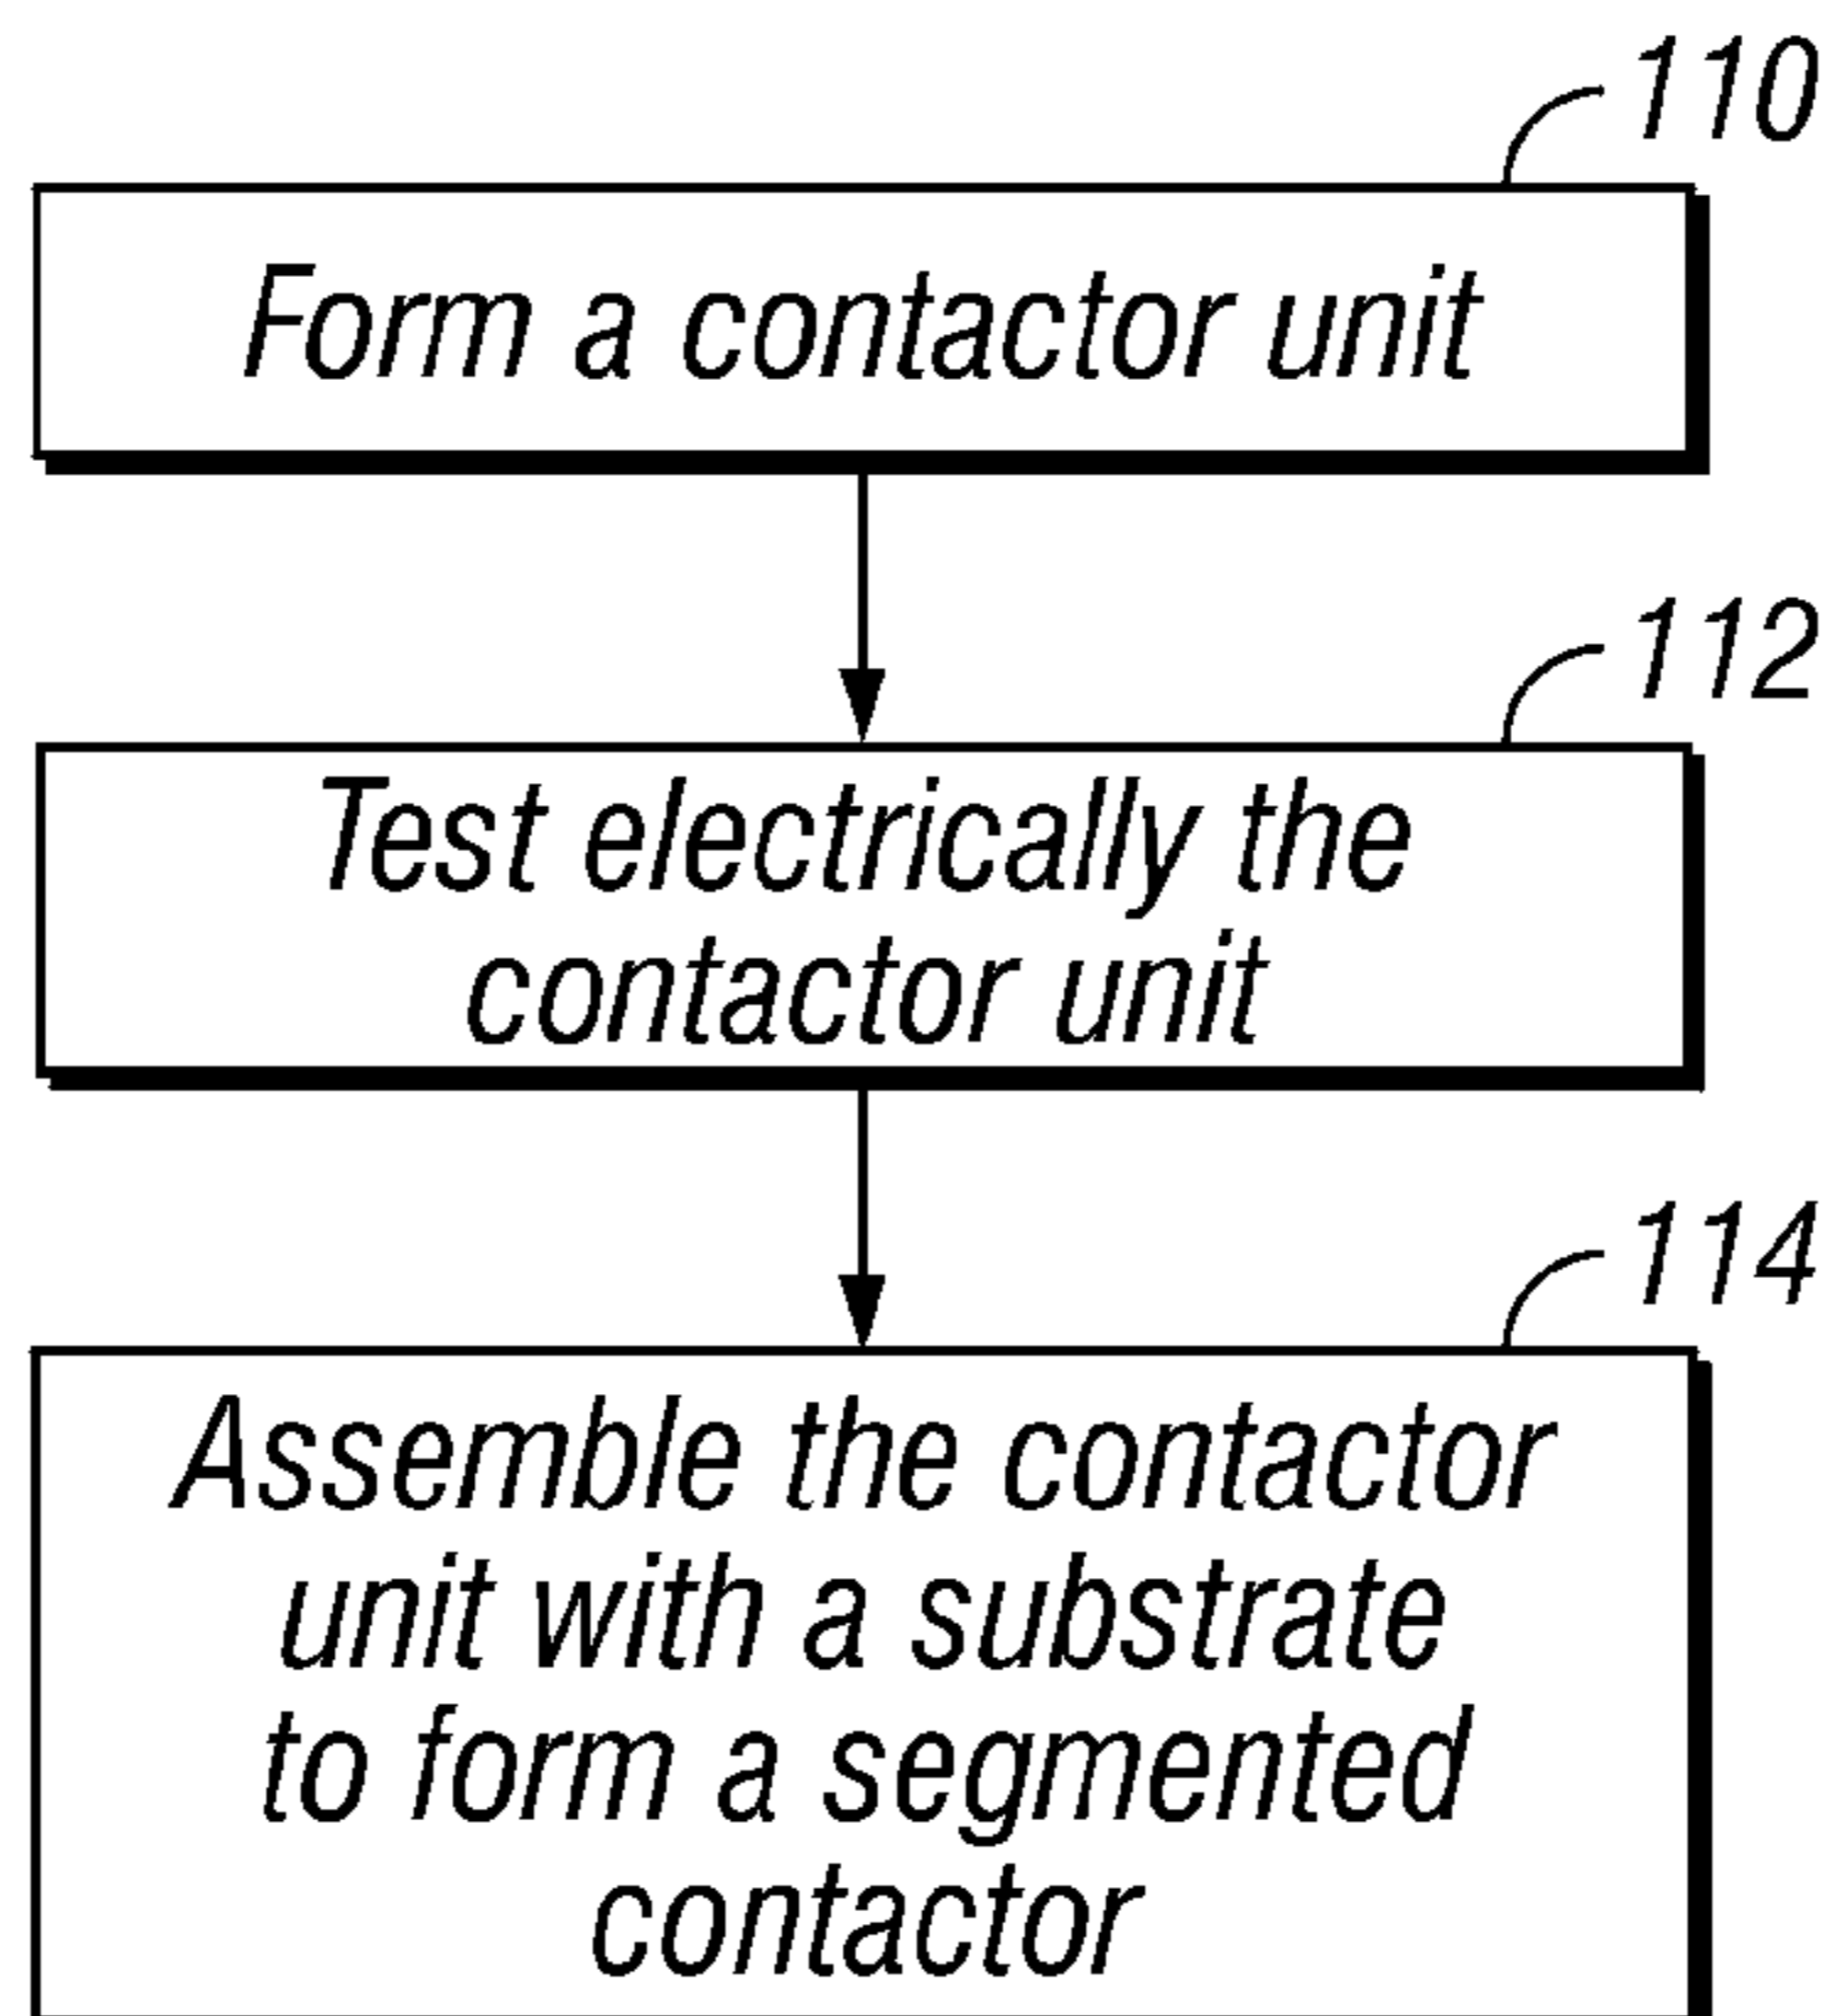 110
Form a contactor unit
112
Test electrically the
contactor unit
114
Assemble the contactor
unit with a substrate
to form a segmented
contactor